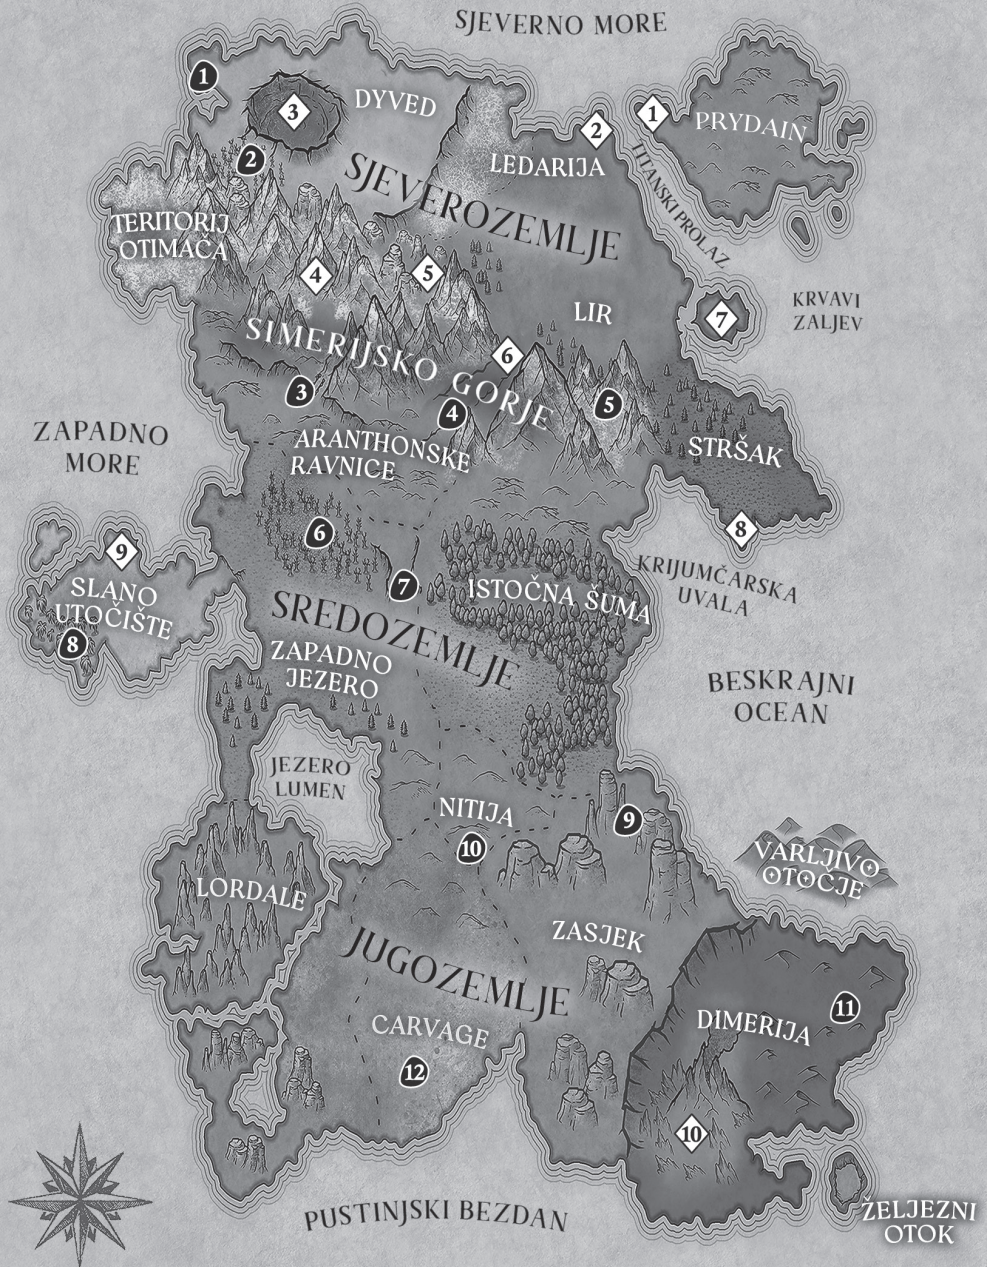 SJEVERNO MORE
1
3
DYVED
2
1
PRYDAIN
2
LEDARIJA
SJEVEROZEMLJE
TITANSKI PROLAZ
TERITORIJ
OTIMAČA
4
5
LIR
7
KRVAVI
ZALJEV
SIMERIJSKO GORJE
6
3
4
5
ZAPADNO
MORE
ARANTHONSKE
RAVNICE
STRŠAK
6
8
9
SLANO
UTOČIŠTE
8
7
ISTOČNA ŠUMA
KRIJUMČARSKA
UVALA
SREDOZEMLJE
ZAPADNO
JEZERO
BESKRAJNI
OCEAN
JEZERO
LUMEN
NITIJA
10
9
VARLJIVO
OTOČJE
LORDALE
ZASJEK
JUGOZEMLJE
CARVAGE
12
DIMERIJA
11
10
PUSTINJSKI BEZDAN
ŽELJEZNI
OTOK